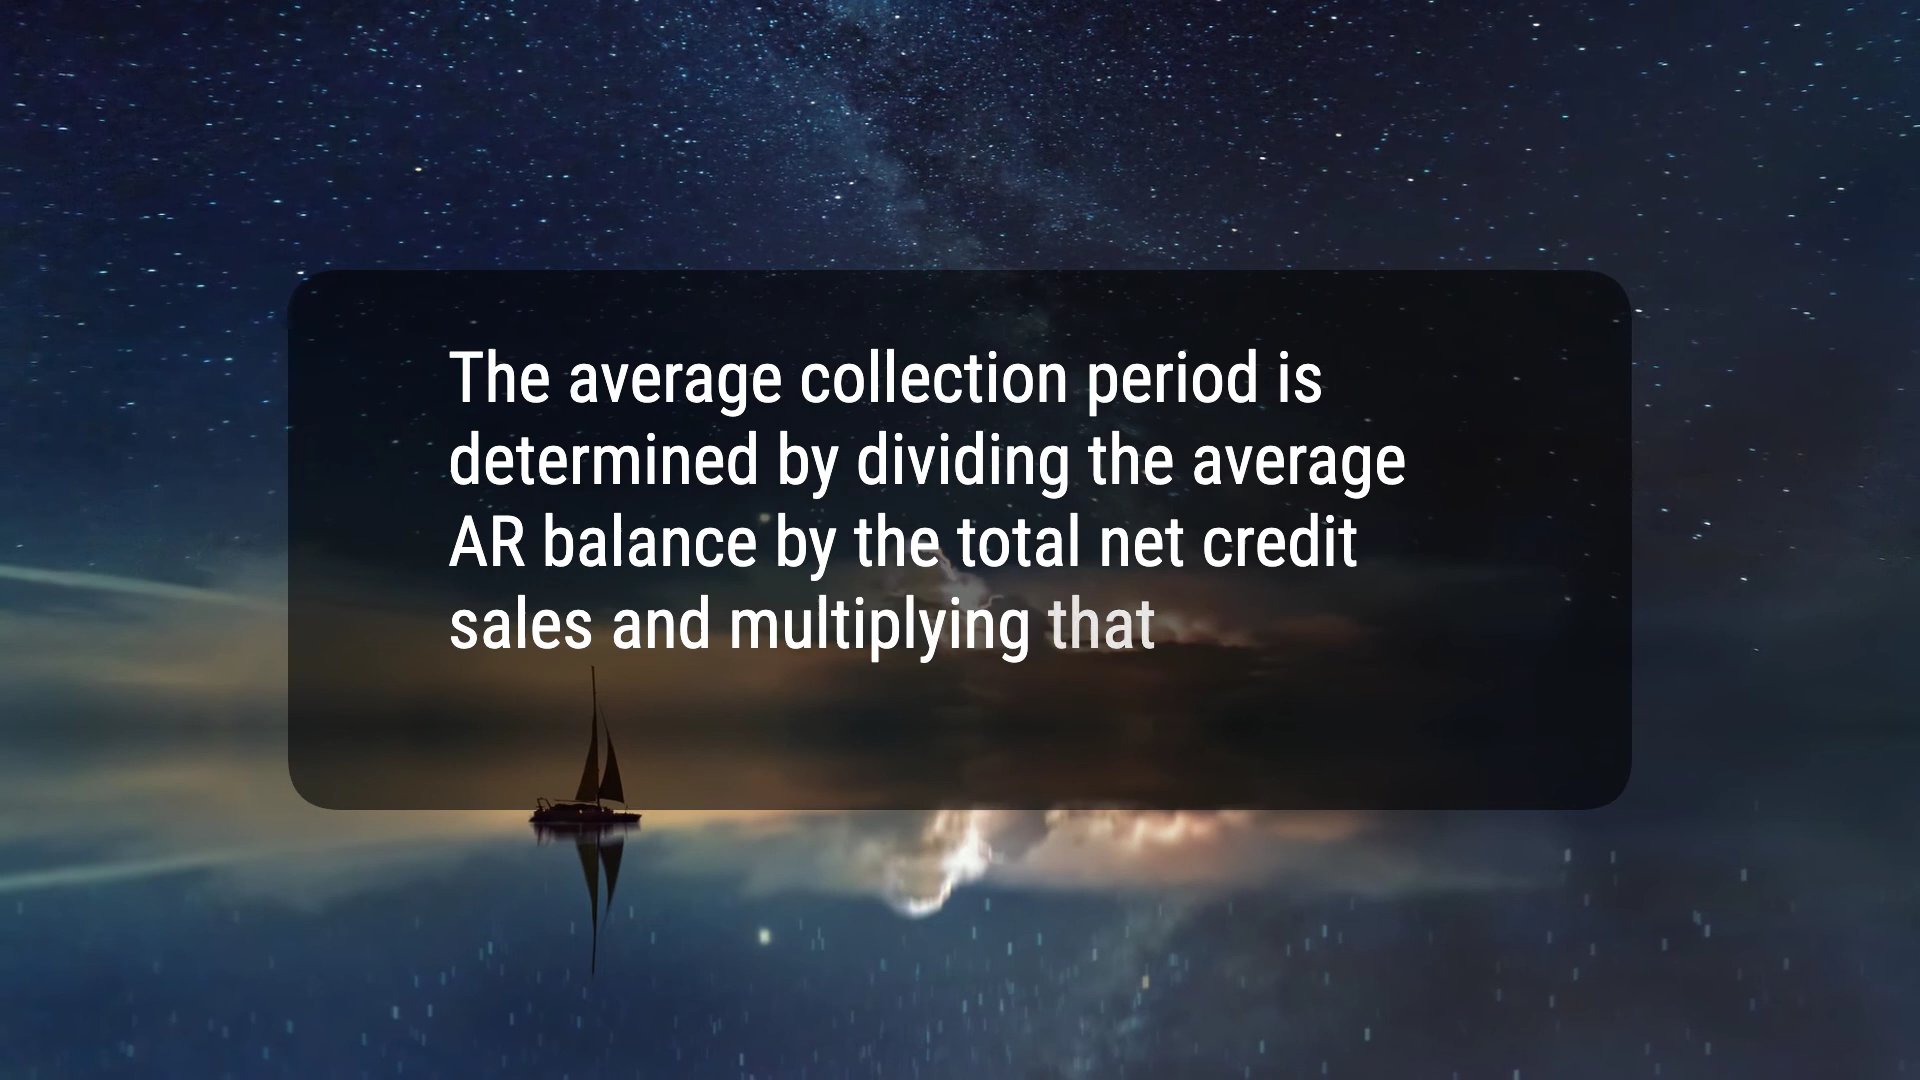 The average collection period is
determined by dividing the average
AR balance by the total net credit
sales and multiplying that